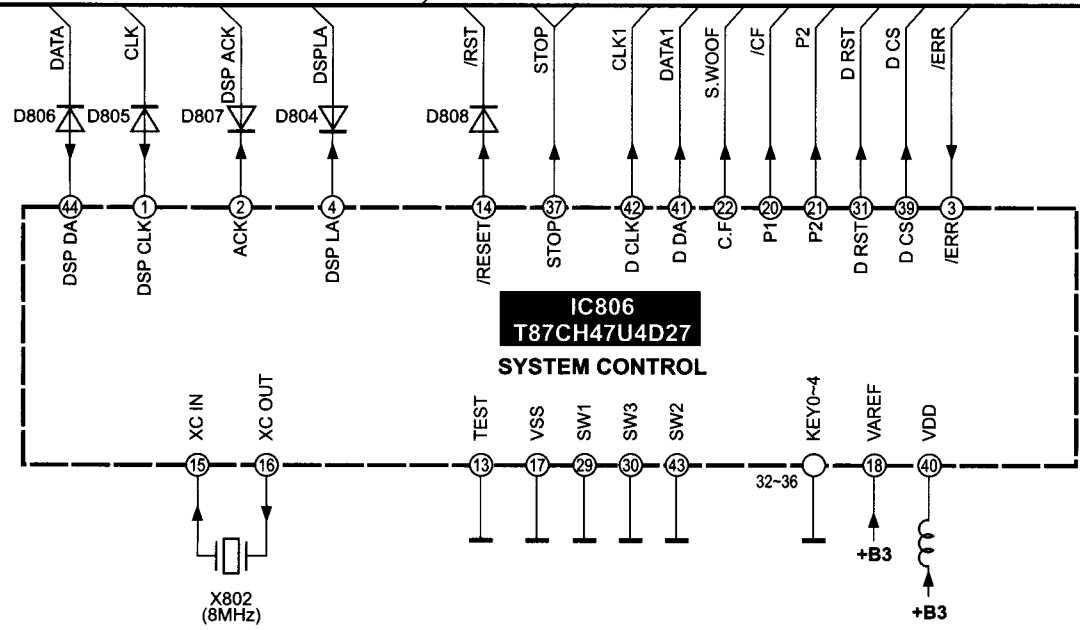 DATA
CLK
DSP ACK
DSPLA
/RST
STOP
CLK1
DATA1
S.WOOF
/CF
P2
D RST
D CS
/ERR
D806
D805
D807
D804
D808
44
1
2
4
14
37
42
41
22
20
21
31
39
3
DSP DA
DSP CLK
ACK
DSP LA
/RESET
STOP
D CLK
D DA
C.F
P1
P2
D RST
D CS
/ERR
IC806
T87CH47U4D27
SYSTEM CONTROL
XC IN
XC OUT
TEST
VSS
SW1
SW3
SW2
KEY0~4
VAREF
VDD
15
16
13
17
29
30
43
32~36
18
40
+B3
+B3
X802
(8MHz)